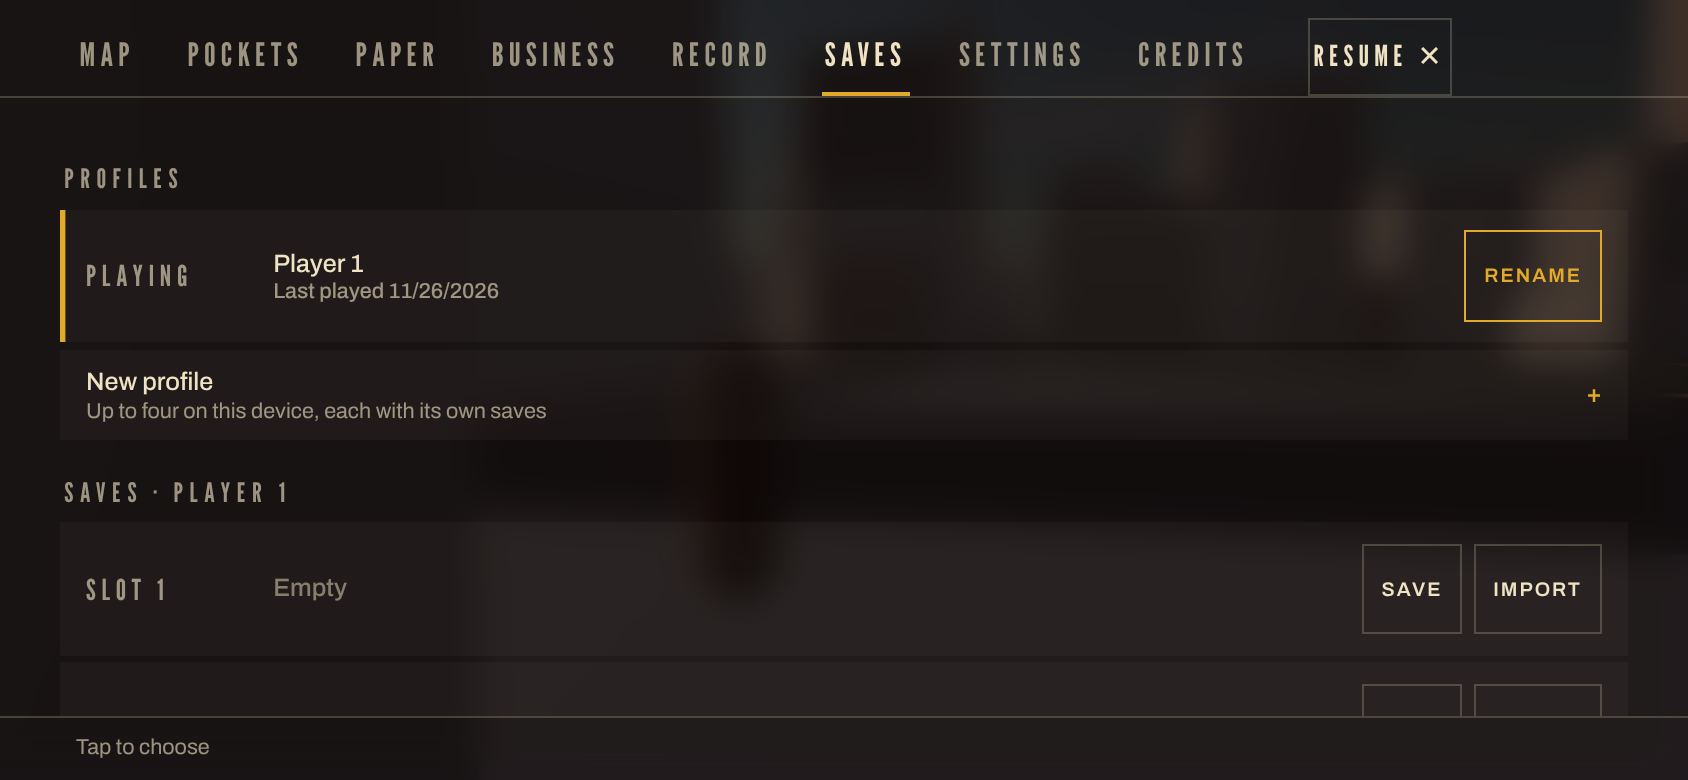 MAP POCKETS PAPER BUSINESS RECORD SAVES SETTINGS CREDITS RESUME ✕
PROFILES
PLAYING
Player 1
Last played 11/26/2026
RENAME
New profile
Up to four on this device, each with its own saves
+
SAVES · PLAYER 1
SLOT 1
Empty
SAVE
IMPORT
Tap to choose